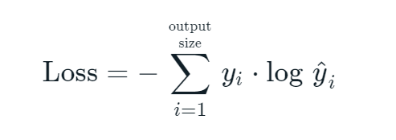 output
size
Loss = − ∑ yᵢ · log ŷᵢ
i=1